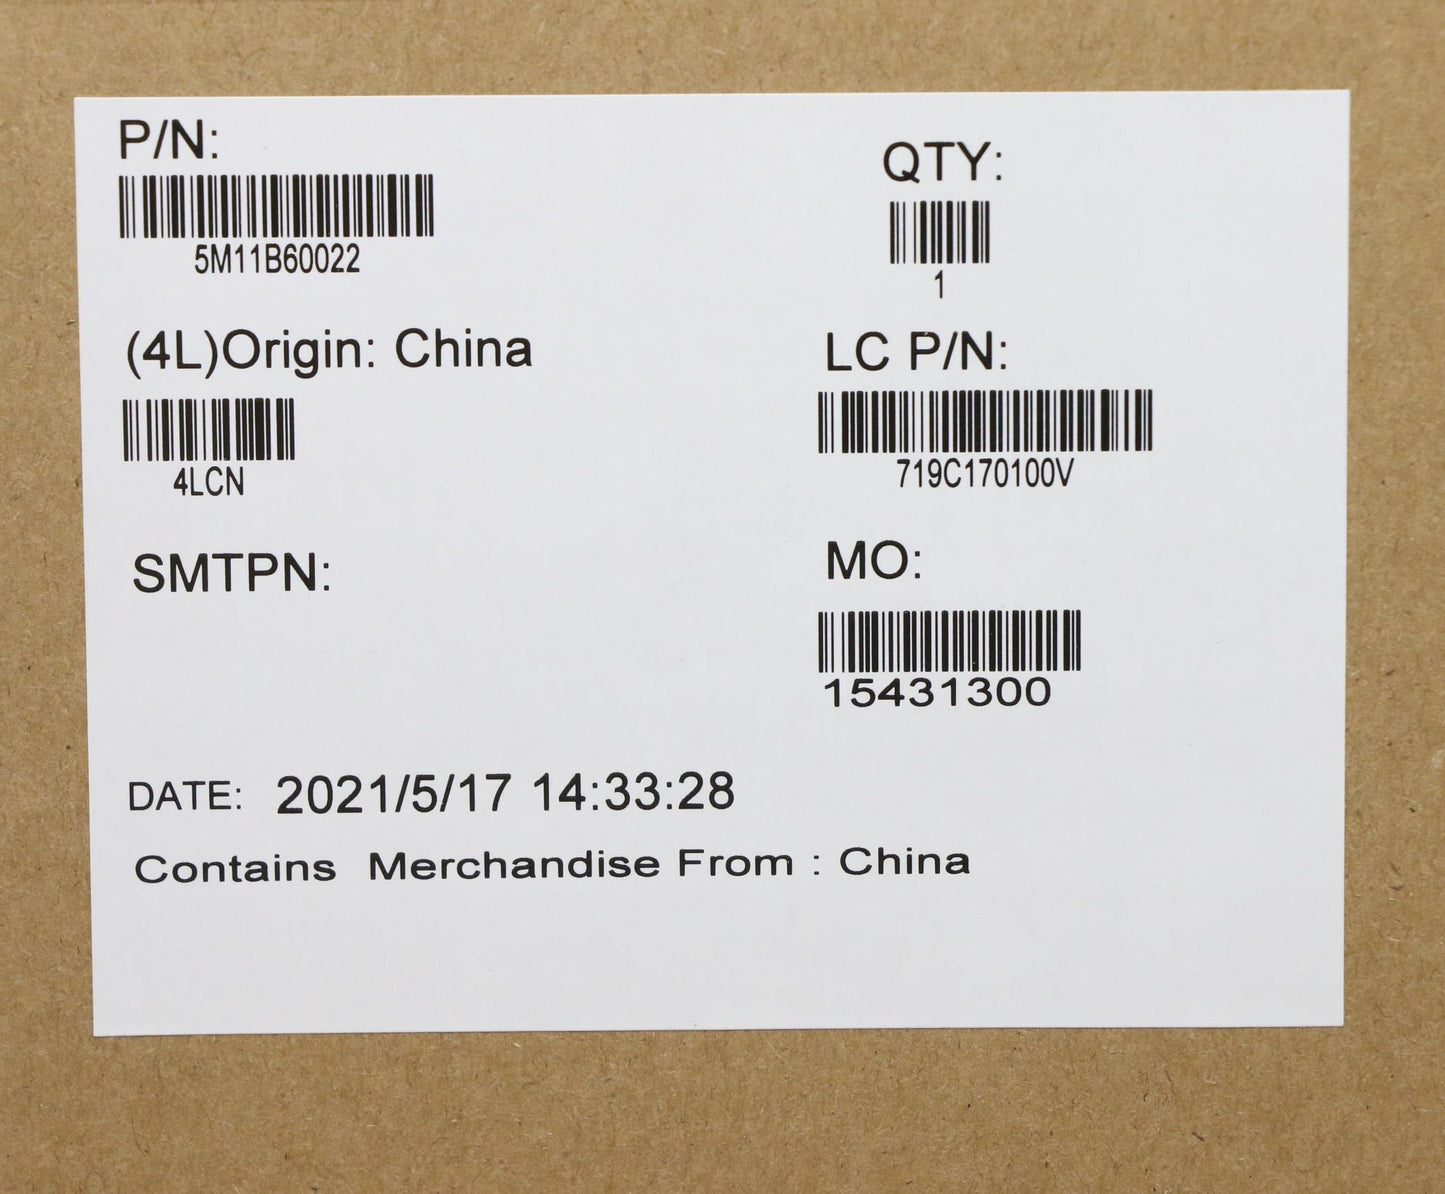 P/N:
5M11B60022
QTY:
1
(4L)Origin: China
4LCN
LC P/N:
719C170100V
SMTPN:
MO:
15431300
DATE: 2021/5/17 14:33:28
Contains Merchandise From : China